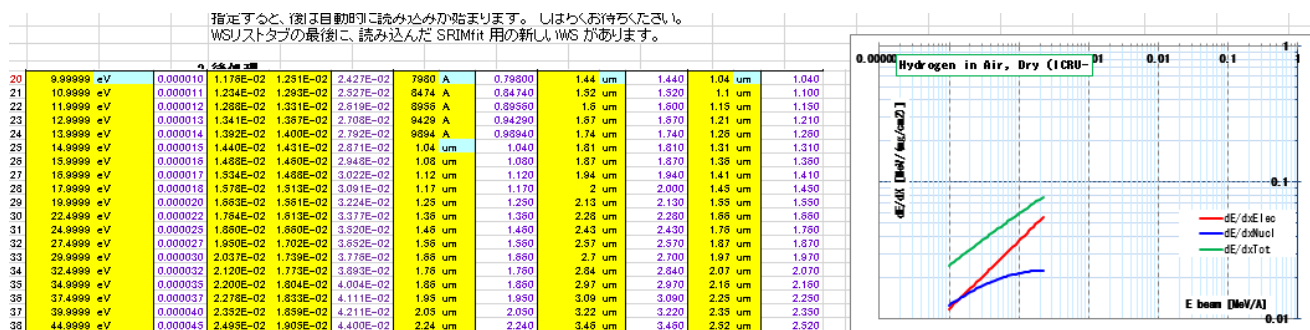 指定すると、後は自動的に読み込みが始まります。 しばらくお待ちください。
WSリストタブの最後に、読み込んだ SRIMfit 用の新しいWS があります。
20 9.99999 eV 0.000010 1.176E-02 1.251E-02 2.427E-02 7980 A 0.79800 1.44 um 1.440 1.04 um 1.040
21 10.9999 eV 0.000011 1.234E-02 1.293E-02 2.527E-02 8474 A 0.84740 1.52 um 1.520 1.1 um 1.100
22 11.9999 eV 0.000012 1.288E-02 1.331E-02 2.619E-02 8956 A 0.89560 1.6 um 1.600 1.15 um 1.150
23 12.9999 eV 0.000013 1.341E-02 1.367E-02 2.708E-02 9429 A 0.94290 1.67 um 1.670 1.21 um 1.210
24 13.9999 eV 0.000014 1.392E-02 1.400E-02 2.792E-02 9894 A 0.98940 1.74 um 1.740 1.26 um 1.260
25 14.9999 eV 0.000015 1.440E-02 1.431E-02 2.871E-02 1.04 um 1.040 1.81 um 1.810 1.31 um 1.310
26 15.9999 eV 0.000016 1.488E-02 1.460E-02 2.948E-02 1.08 um 1.080 1.87 um 1.870 1.36 um 1.360
27 16.9999 eV 0.000017 1.534E-02 1.488E-02 3.022E-02 1.12 um 1.120 1.94 um 1.940 1.41 um 1.410
28 17.9999 eV 0.000018 1.578E-02 1.513E-02 3.091E-02 1.17 um 1.170 2 um 2.000 1.45 um 1.450
29 19.9999 eV 0.000020 1.663E-02 1.561E-02 3.224E-02 1.25 um 1.250 2.13 um 2.130 1.55 um 1.550
30 22.4999 eV 0.000022 1.764E-02 1.613E-02 3.377E-02 1.36 um 1.360 2.28 um 2.280 1.66 um 1.660
31 24.9999 eV 0.000025 1.860E-02 1.660E-02 3.520E-02 1.46 um 1.460 2.43 um 2.430 1.76 um 1.760
32 27.4999 eV 0.000027 1.950E-02 1.702E-02 3.652E-02 1.56 um 1.560 2.57 um 2.570 1.87 um 1.870
33 29.9999 eV 0.000030 2.037E-02 1.739E-02 3.776E-02 1.66 um 1.660 2.7 um 2.700 1.97 um 1.970
34 32.4999 eV 0.000032 2.120E-02 1.773E-02 3.893E-02 1.76 um 1.760 2.84 um 2.840 2.07 um 2.070
35 34.9999 eV 0.000035 2.200E-02 1.804E-02 4.004E-02 1.86 um 1.860 2.97 um 2.970 2.16 um 2.160
36 37.4999 eV 0.000037 2.278E-02 1.833E-02 4.111E-02 1.95 um 1.950 3.09 um 3.090 2.25 um 2.250
37 39.9999 eV 0.000040 2.352E-02 1.859E-02 4.211E-02 2.05 um 2.050 3.22 um 3.220 2.35 um 2.350
38 44.9999 eV 0.000045 2.495E-02 1.905E-02 4.400E-02 2.24 um 2.240 3.46 um 3.460 2.52 um 2.520
Hydrogen in Air, Dry (ICRU-
0.00000 01 0.01 0.1 1
1
0.1
0.01
dE/dX [MeV/(mg/cm2)]
dE/dxElec
dE/dxNucl
dE/dxTot
E beam [MeV/A]